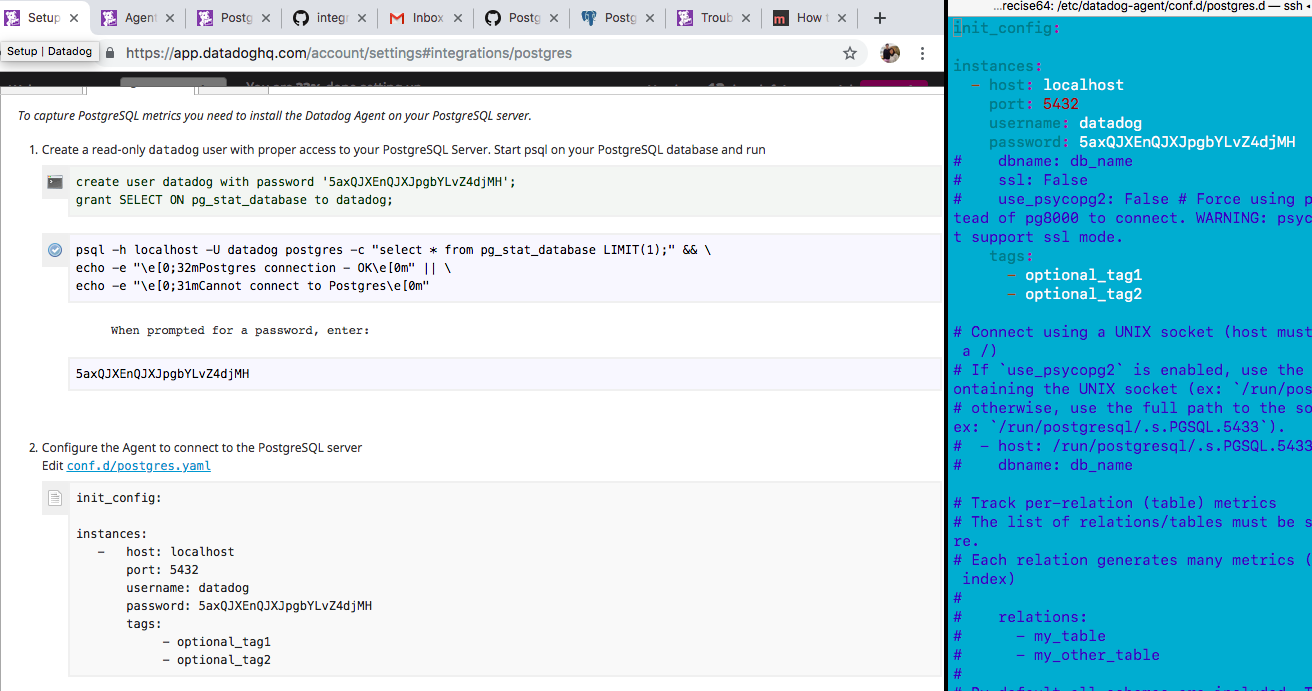 Setup
Agent
Postg
integr
Inbox
Postg
Postg
Troub
How t
Setup | Datadog
https://app.datadoghq.com/account/settings#integrations/postgres
To capture PostgreSQL metrics you need to install the Datadog Agent on your PostgreSQL server.
1. Create a read-only datadog user with proper access to your PostgreSQL Server. Start psql on your PostgreSQL database and run
create user datadog with password '5axQJXEnQJXJpgbYLvZ4djMH';
grant SELECT ON pg_stat_database to datadog;
psql -h localhost -U datadog postgres -c "select * from pg_stat_database LIMIT(1);" && \
echo -e "\e[0;32mPostgres connection - OK\e[0m" || \
echo -e "\e[0;31mCannot connect to Postgres\e[0m"
When prompted for a password, enter:
5axQJXEnQJXJpgbYLvZ4djMH
2. Configure the Agent to connect to the PostgreSQL server
Edit conf.d/postgres.yaml
init_config:
instances:
- host: localhost
port: 5432
username: datadog
password: 5axQJXEnQJXJpgbYLvZ4djMH
tags:
- optional_tag1
- optional_tag2
...recise64: /etc/datadog-agent/conf.d/postgres.d — ssh
init_config:
instances:
- host: localhost
port: 5432
username: datadog
password: 5axQJXEnQJXJpgbYLvZ4djMH
# dbname: db_name
# ssl: False
# use_psycopg2: False # Force using p
tead of pg8000 to connect. WARNING: psyc
t support ssl mode.
tags:
- optional_tag1
- optional_tag2
# Connect using a UNIX socket (host must
a /)
# If `use_psycopg2` is enabled, use the
ontaining the UNIX socket (ex: `/run/pos
# otherwise, use the full path to the so
ex: `/run/postgresql/.s.PGSQL.5433`).
# - host: /run/postgresql/.s.PGSQL.5433
# dbname: db_name
# Track per-relation (table) metrics
# The list of relations/tables must be s
re.
# Each relation generates many metrics (
index)
#
# relations:
# - my_table
# - my_other_table
#